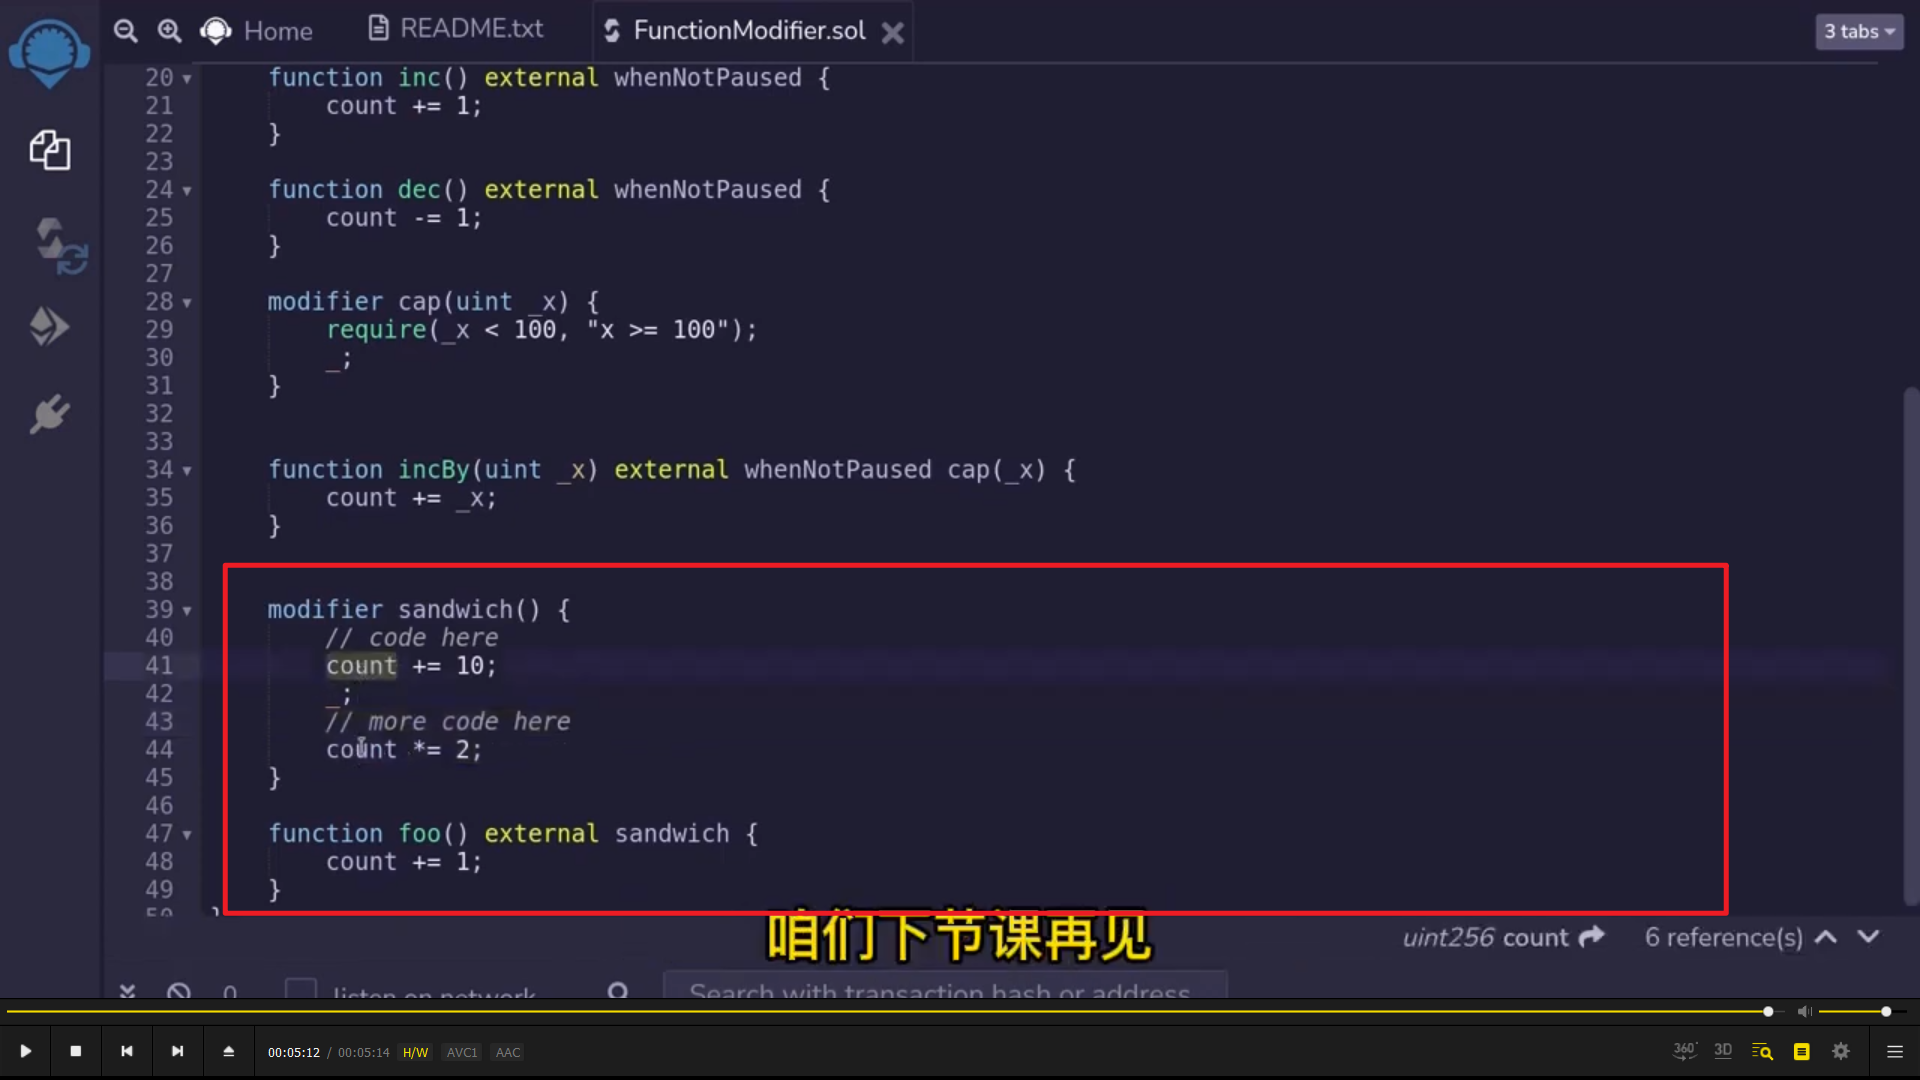 Home
README.txt
FunctionModifier.sol
3 tabs
20 function inc() external whenNotPaused {
21 count += 1;
22 }
23
24 function dec() external whenNotPaused {
25 count -= 1;
26 }
27
28 modifier cap(uint _x) {
29 require(_x < 100, "x >= 100");
30 _;
31 }
32
33
34 function incBy(uint _x) external whenNotPaused cap(_x) {
35 count += _x;
36 }
37
38
39 modifier sandwich() {
40 // code here
41 count += 10;
42 _;
43 // more code here
44 count *= 2;
45 }
46
47 function foo() external sandwich {
48 count += 1;
49 }
50 }
咱们下节课再见
uint256 count
6 reference(s)
0
listen on network
Search with transaction hash or address
00:05:12 / 00:05:14 H/W AVC1 AAC
360°
3D